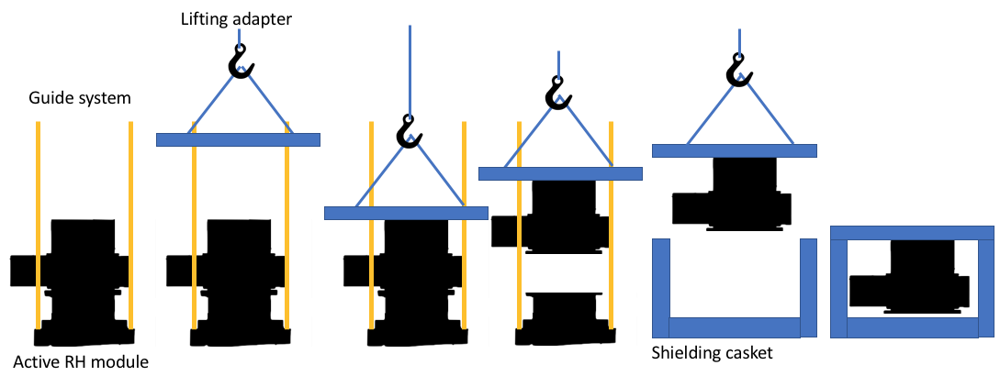 Lifting adapter
Guide system
Active RH module
Shielding casket